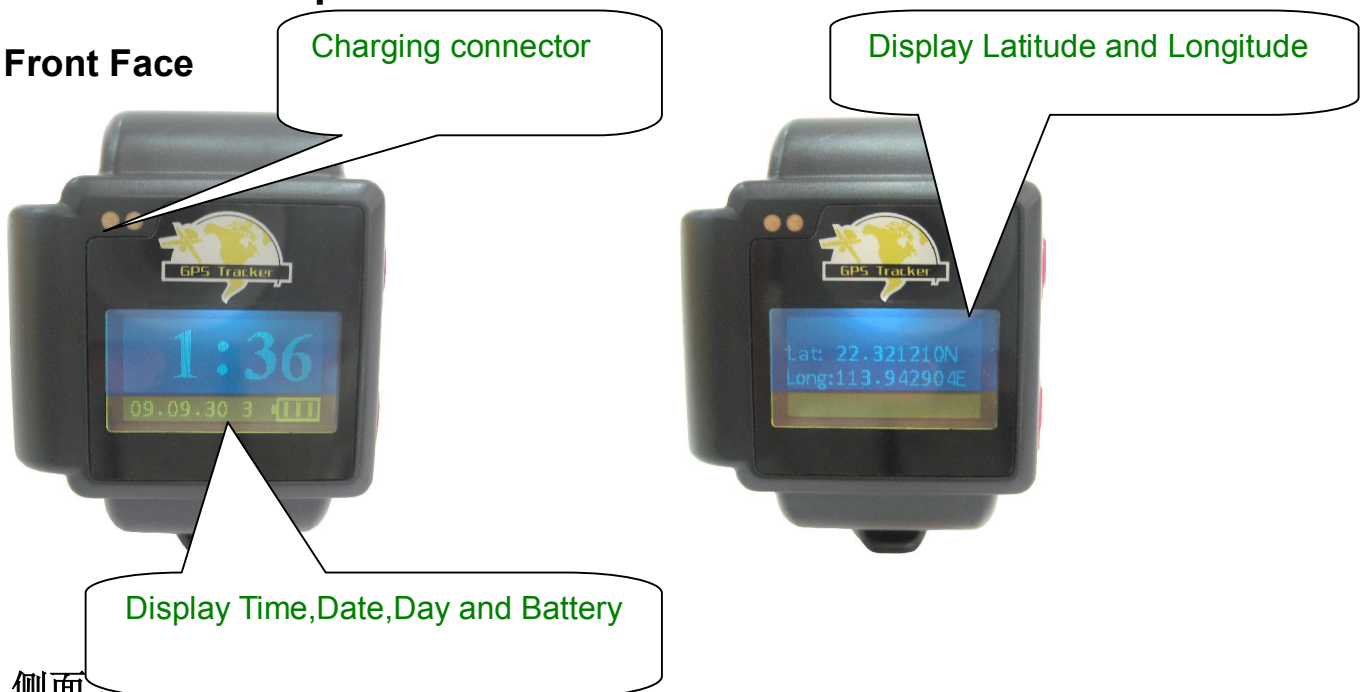 Front Face
Charging connector
Display Latitude and Longitude
GPS Tracker
1:36
09.09.30 3
GPS Tracker
Lat: 22.321210N
Long:113.942904E
Display Time,Date,Day and Battery
侧面